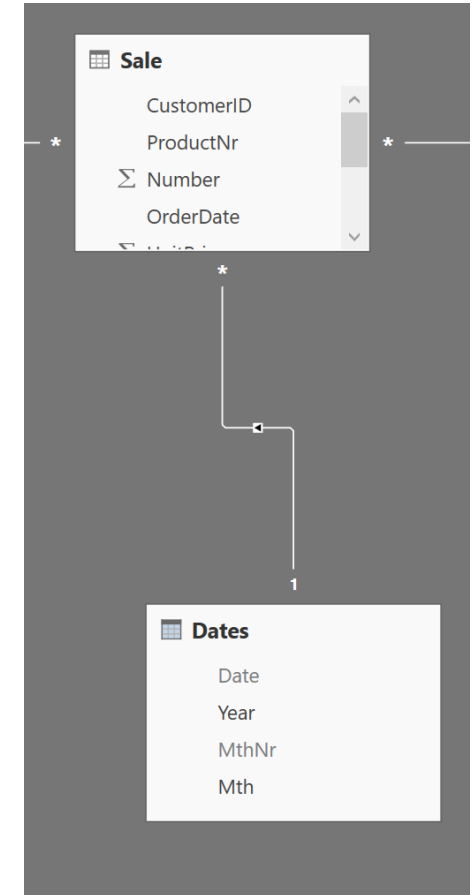 Sale
CustomerID
* ProductNr *
Σ Number
OrderDate
*
1
Dates
Date
Year
MthNr
Mth